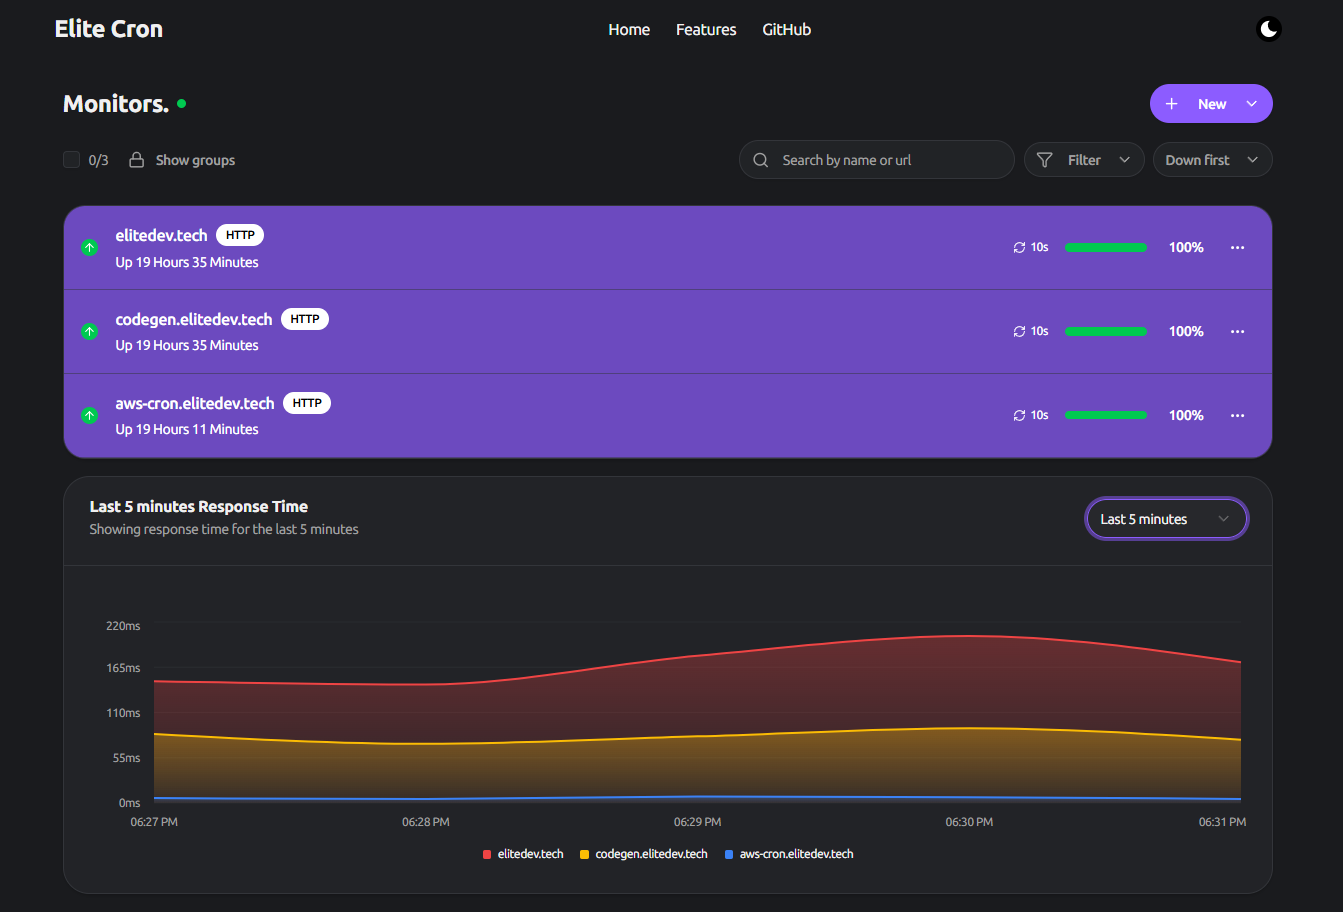 Elite Cron
Home Features GitHub
Monitors.
New
0/3 Show groups
Search by name or url
Filter
Down first
elitedev.tech HTTP
Up 19 Hours 35 Minutes
10s 100%
codegen.elitedev.tech HTTP
Up 19 Hours 35 Minutes
10s 100%
aws-cron.elitedev.tech HTTP
Up 19 Hours 11 Minutes
10s 100%
Last 5 minutes Response Time
Showing response time for the last 5 minutes
Last 5 minutes
220ms
165ms
110ms
55ms
0ms
06:27 PM 06:28 PM 06:29 PM 06:30 PM 06:31 PM
elitedev.tech codegen.elitedev.tech aws-cron.elitedev.tech